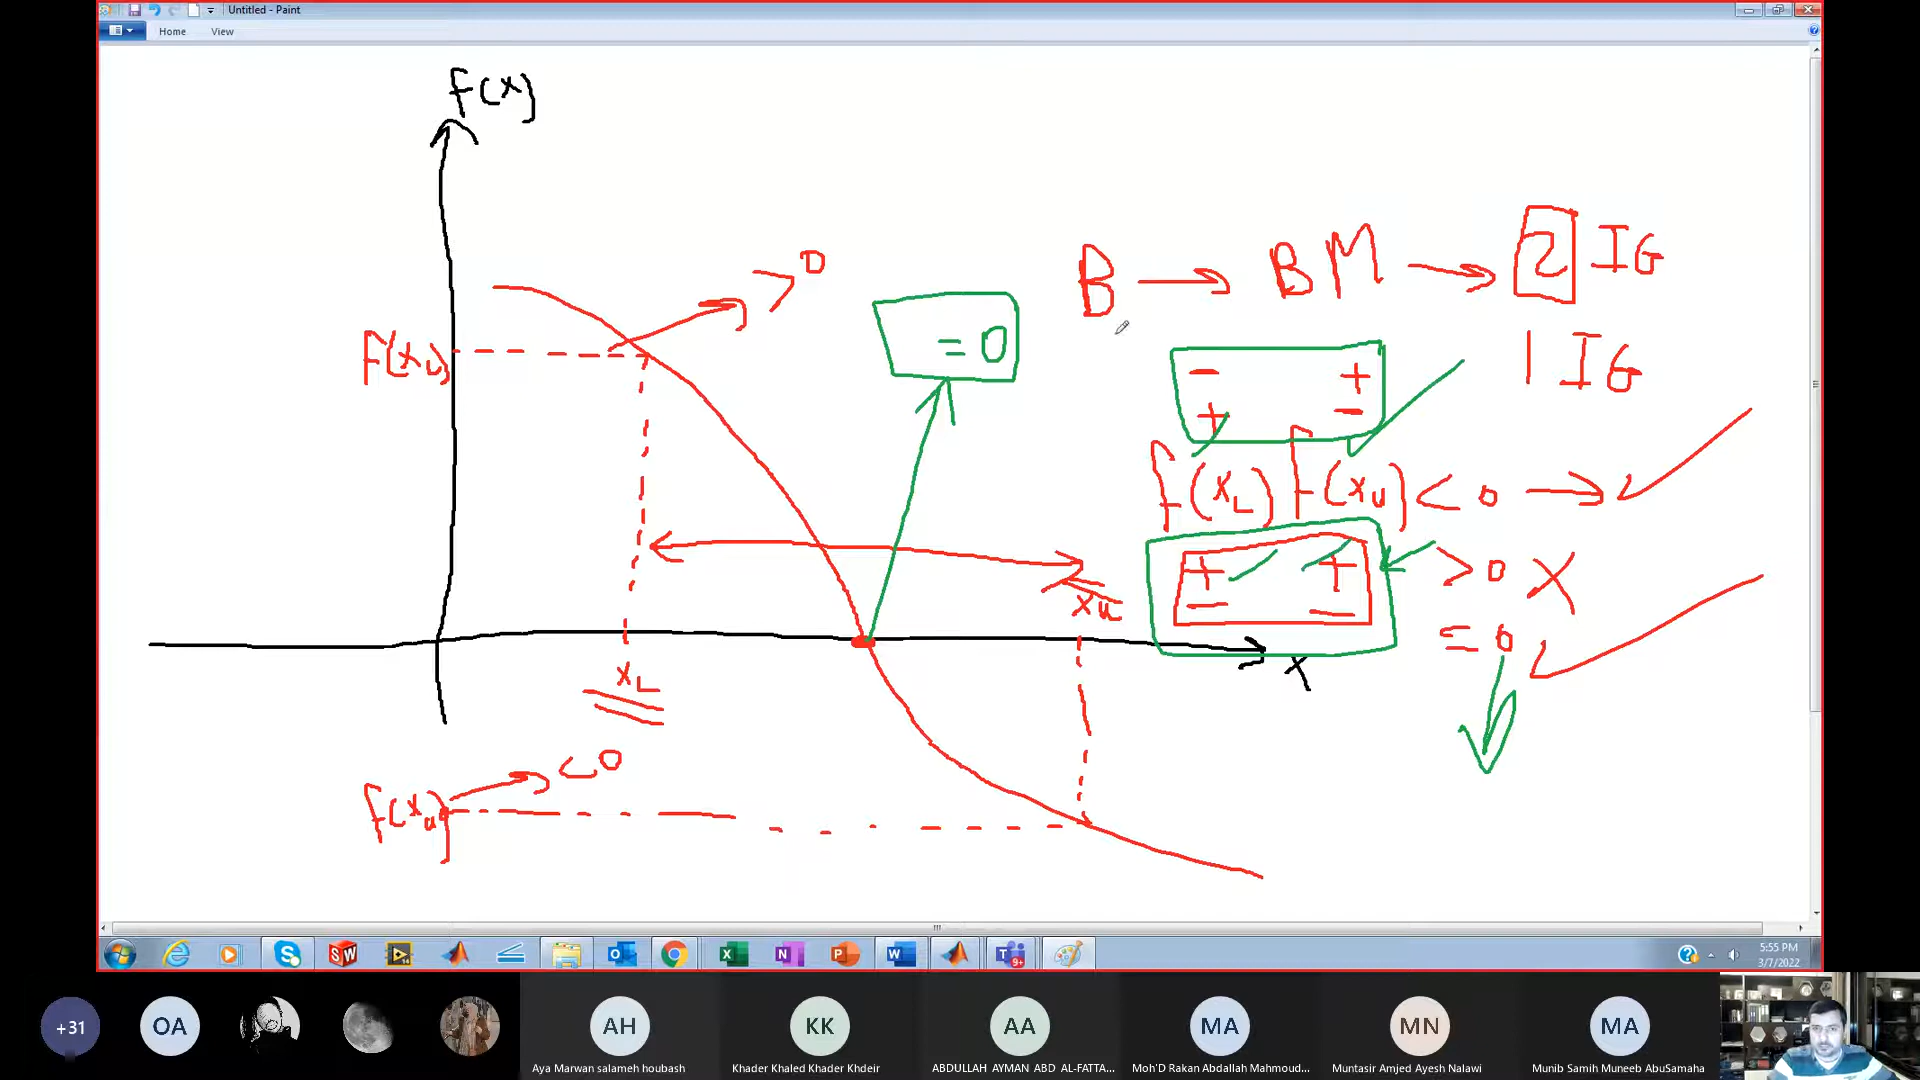 Untitled - Paint
Home View
f(x)
>0
B → BM → 2 IG
1 IG
= 0
f(xu)
- +
+ -
f(xL) f(xu) < 0 →
+ +
- -
> 0 X
= 0
xu
x
xL
< 0
f(xu)
5:55 PM
3/7/2022
+31
OA
AH
KK
AA
MA
MN
MA
Aya Marwan salameh houbash
Khader Khaled Khader Khdeir
ABDULLAH AYMAN ABD AL-FATTA...
Moh'D Rakan Abdallah Mahmoud...
Muntasir Amjed Ayesh Nalawi
Munib Samih Muneeb AbuSamaha